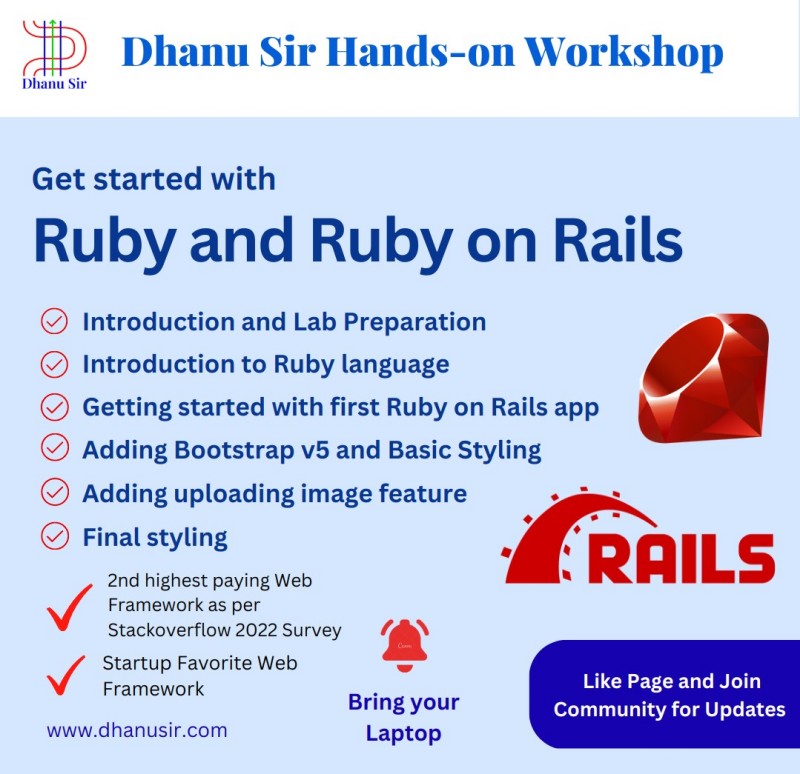 Dhanu Sir
Dhanu Sir Hands-on Workshop
Get started with
Ruby and Ruby on Rails
Introduction and Lab Preparation
Introduction to Ruby language
Getting started with first Ruby on Rails app
Adding Bootstrap v5 and Basic Styling
Adding uploading image feature
Final styling
RAILS
2nd highest paying Web
Framework as per
Stackoverflow 2022 Survey
Startup Favorite Web
Framework
www.dhanusir.com
Canva
Bring your
Laptop
Like Page and Join
Community for Updates